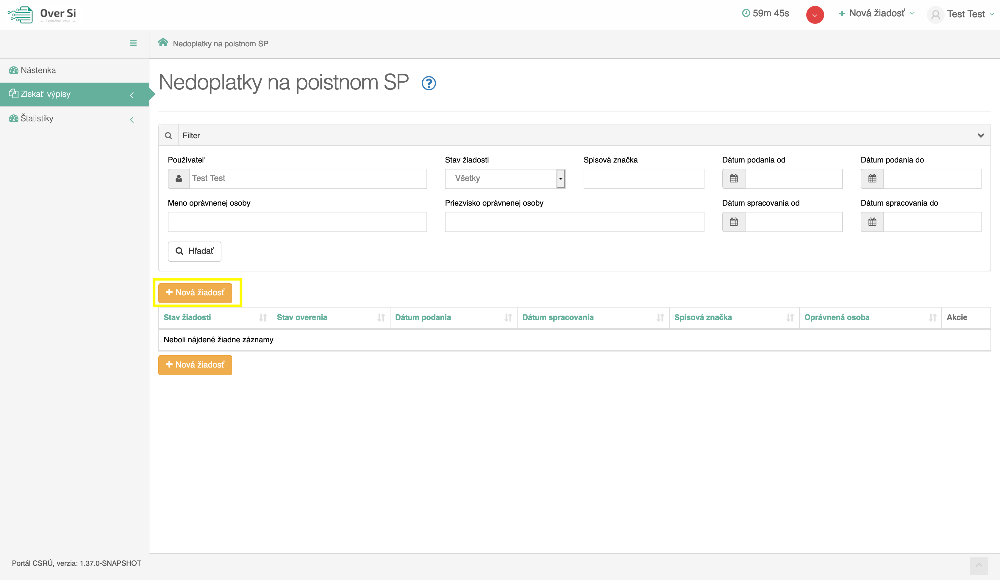 Over Si
Centrálne údaje
59m 45s
Nová žiadosť
Test Test
Nedoplatky na poistnom SP
Nástenka
Získať výpisy
Štatistiky
Nedoplatky na poistnom SP
Filter
Používateľ
Stav žiadosti
Spisová značka
Dátum podania od
Dátum podania do
Test Test
Všetky
Meno oprávnenej osoby
Priezvisko oprávnenej osoby
Dátum spracovania od
Dátum spracovania do
Hľadať
Nová žiadosť
Stav žiadosti
Stav overenia
Dátum podania
Dátum spracovania
Spisová značka
Oprávnená osoba
Akcie
Neboli nájdené žiadne záznamy
Nová žiadosť
Portál CSRÚ, verzia: 1.37.0-SNAPSHOT